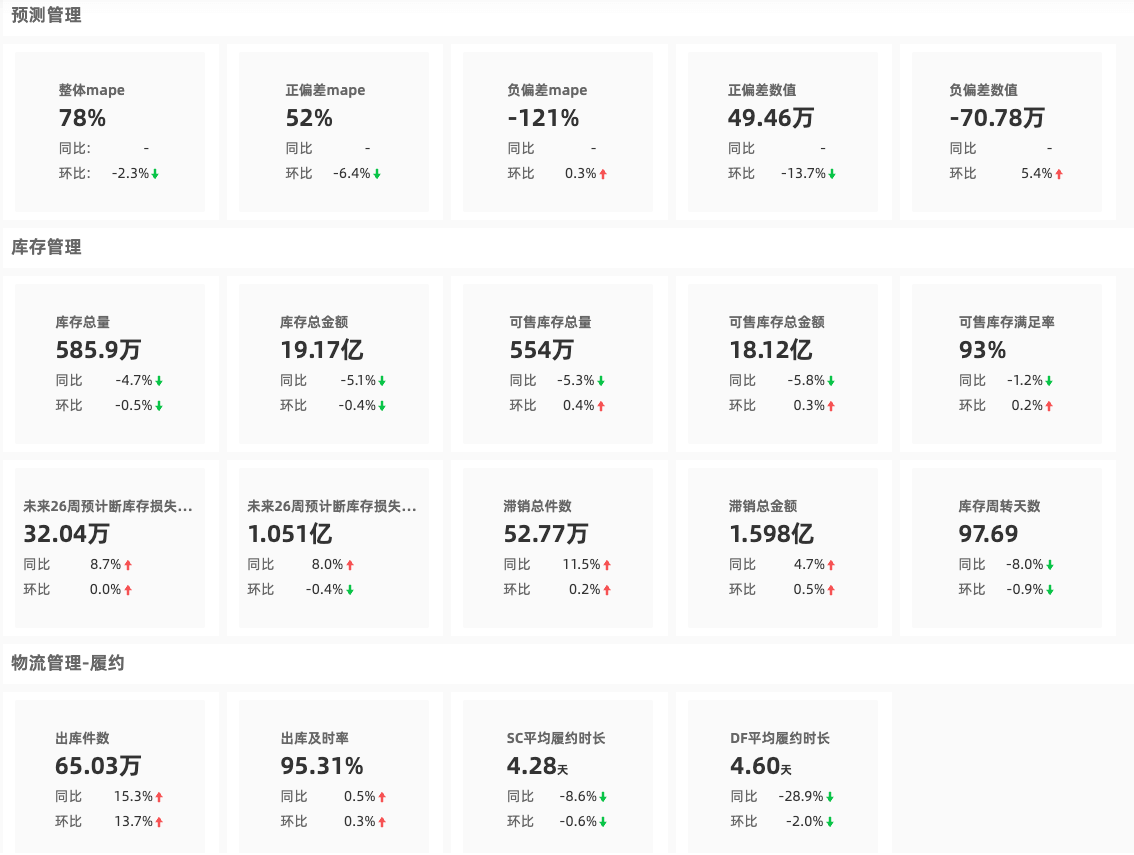 预测管理
整体mape
78%
同比: -
环比: -2.3%↓
正偏差mape
52%
同比 -
环比 -6.4%↓
负偏差mape
-121%
同比 -
环比 0.3%↑
正偏差数值
49.46万
同比 -
环比 -13.7%↓
负偏差数值
-70.78万
同比 -
环比 5.4%↑
库存管理
库存总量
585.9万
同比 -4.7%↓
环比 -0.5%↓
库存总金额
19.17亿
同比 -5.1%↓
环比 -0.4%↓
可售库存总量
554万
同比 -5.3%↓
环比 0.4%↑
可售库存总金额
18.12亿
同比 -5.8%↓
环比 0.3%↑
可售库存满足率
93%
同比 -1.2%↓
环比 0.2%↑
未来26周预计断库存损失...
32.04万
同比 8.7%↑
环比 0.0%↑
未来26周预计断库存损失...
1.051亿
同比 8.0%↑
环比 -0.4%↓
滞销总件数
52.77万
同比 11.5%↑
环比 0.2%↑
滞销总金额
1.598亿
同比 4.7%↑
环比 0.5%↑
库存周转天数
97.69
同比 -8.0%↓
环比 -0.9%↓
物流管理-履约
出库件数
65.03万
同比 15.3%↑
环比 13.7%↑
出库及时率
95.31%
同比 0.5%↑
环比 0.3%↑
SC平均履约时长
4.28天
同比 -8.6%↓
环比 -0.6%↓
DF平均履约时长
4.60天
同比 -28.9%↓
环比 -2.0%↓